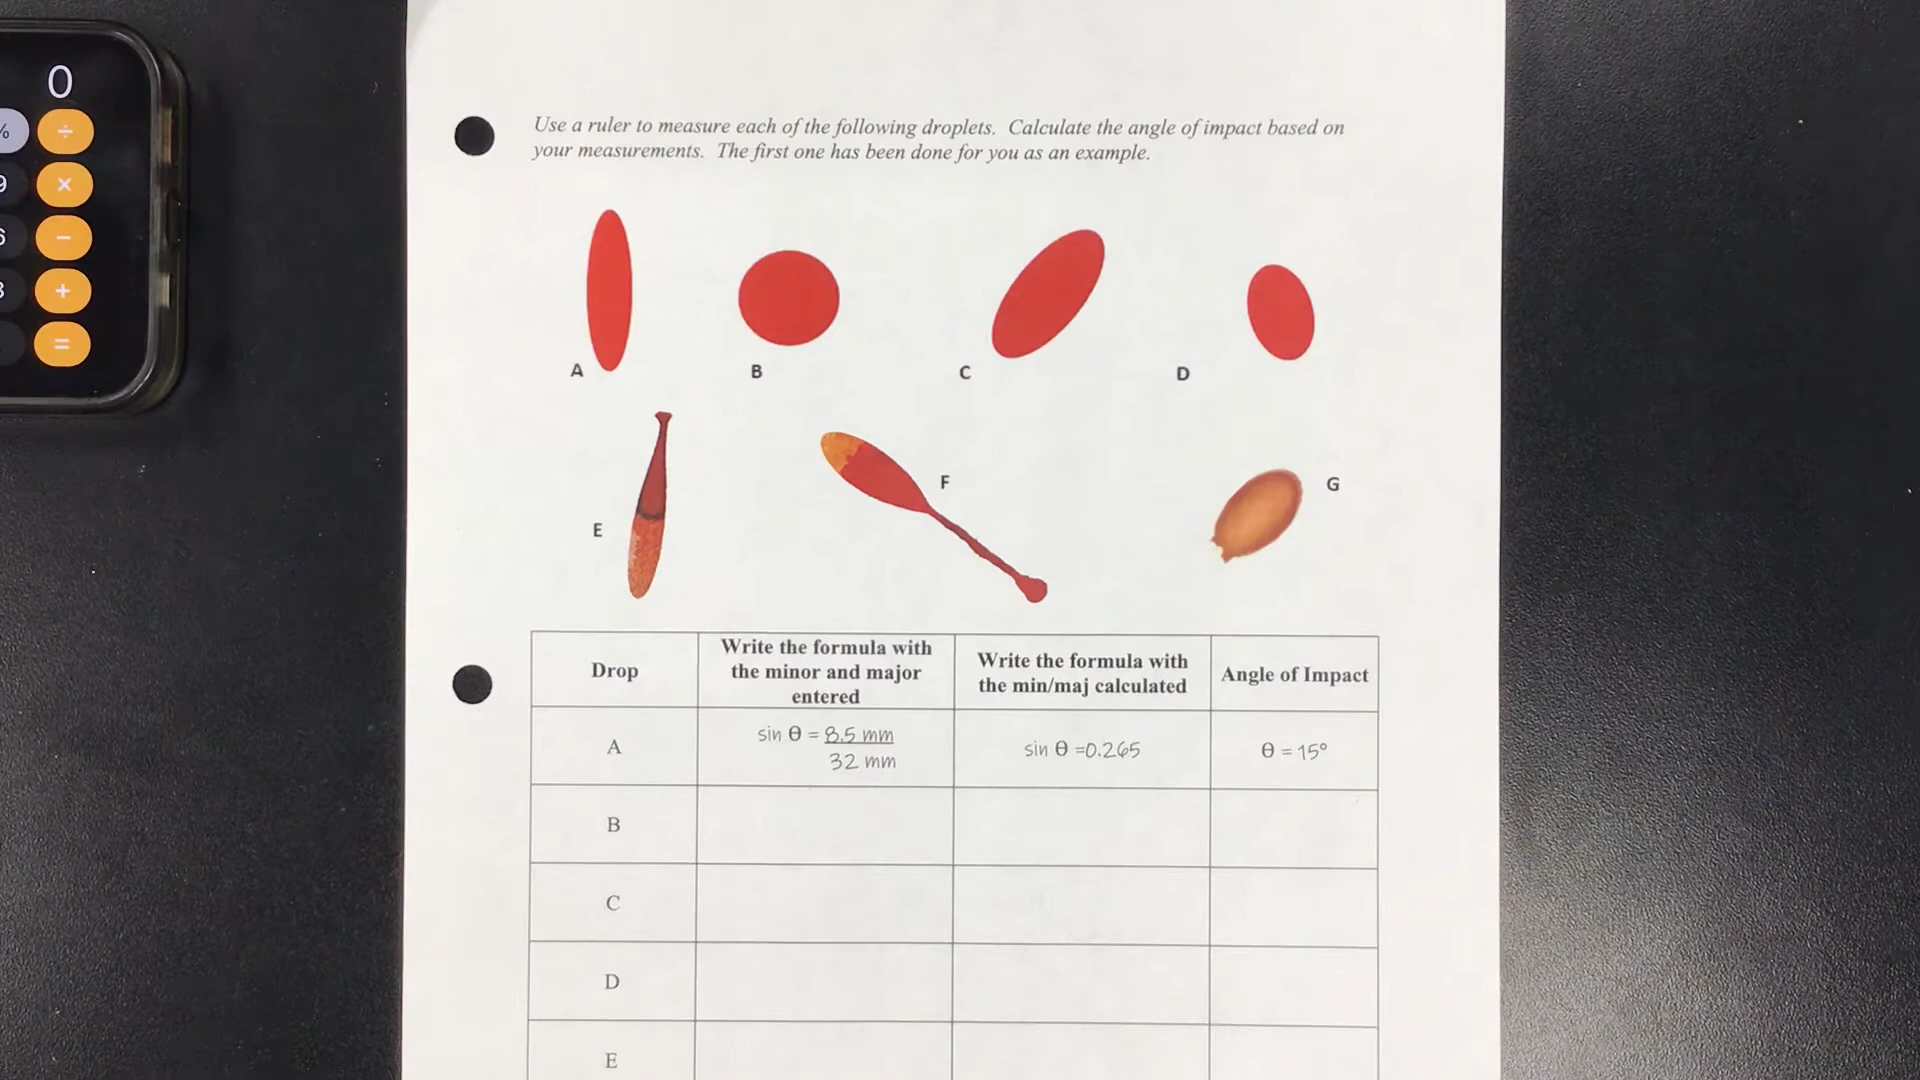 0
%
÷
9
×
6
−
3
+
=
Use a ruler to measure each of the following droplets. Calculate the angle of impact based on
your measurements. The first one has been done for you as an example.
A
B
C
D
E
F
G
Drop
Write the formula with
the minor and major
entered
Write the formula with
the min/maj calculated
Angle of Impact
A
sin θ = 8.5 mm
32 mm
sin θ =0.265
θ = 15°
B
C
D
E